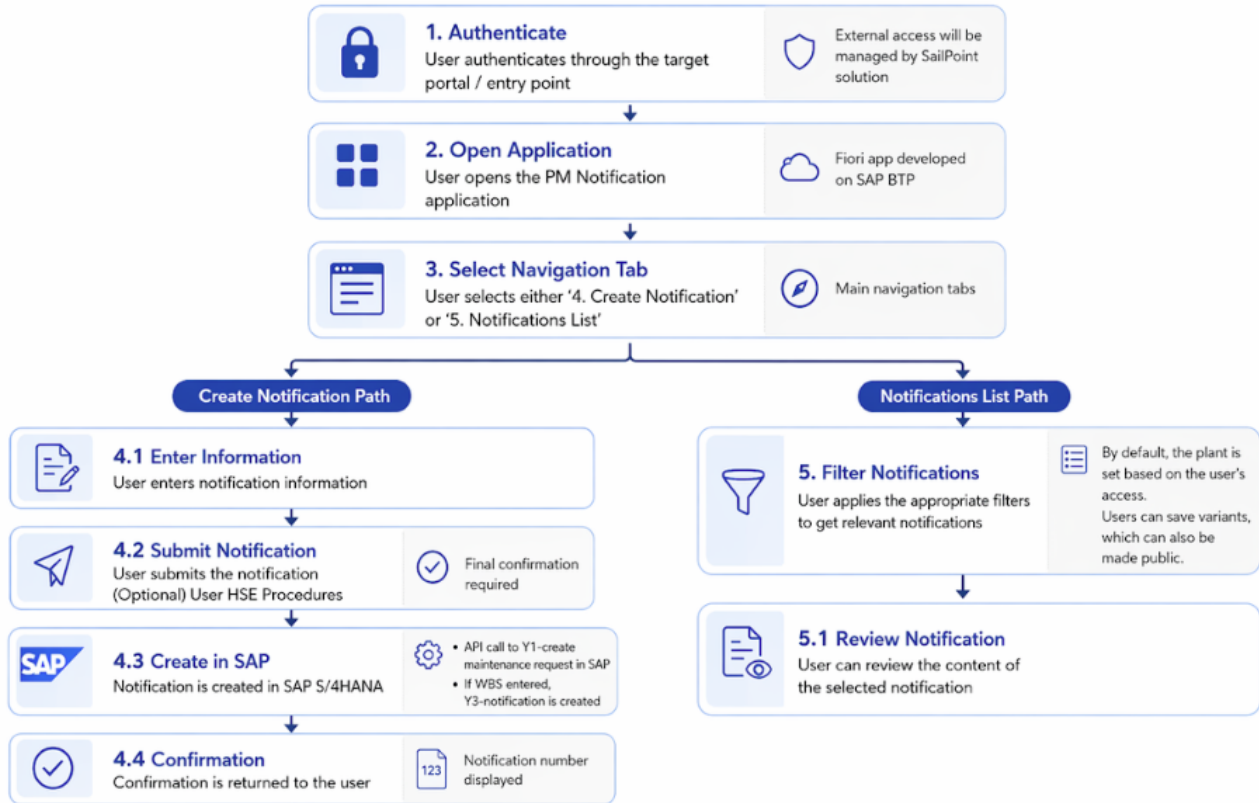 1. Authenticate
User authenticates through the target
portal / entry point
External access will be
managed by SailPoint
solution
2. Open Application
User opens the PM Notification
application
Fiori app developed
on SAP BTP
3. Select Navigation Tab
User selects either ‘4. Create Notification’
or ‘5. Notifications List’
Main navigation tabs
Create Notification Path
4.1 Enter Information
User enters notification information
4.2 Submit Notification
User submits the notification
(Optional) User HSE Procedures
Final confirmation
required
SAP
4.3 Create in SAP
Notification is created in SAP S/4HANA
• API call to Y1-create
maintenance request in SAP
• If WBS entered,
Y3-notification is created
4.4 Confirmation
Confirmation is returned to the user
123
Notification number
displayed
Notifications List Path
5. Filter Notifications
User applies the appropriate filters
to get relevant notifications
By default, the plant is
set based on the user's
access.
Users can save variants,
which can also be
made public.
5.1 Review Notification
User can review the content of
the selected notification